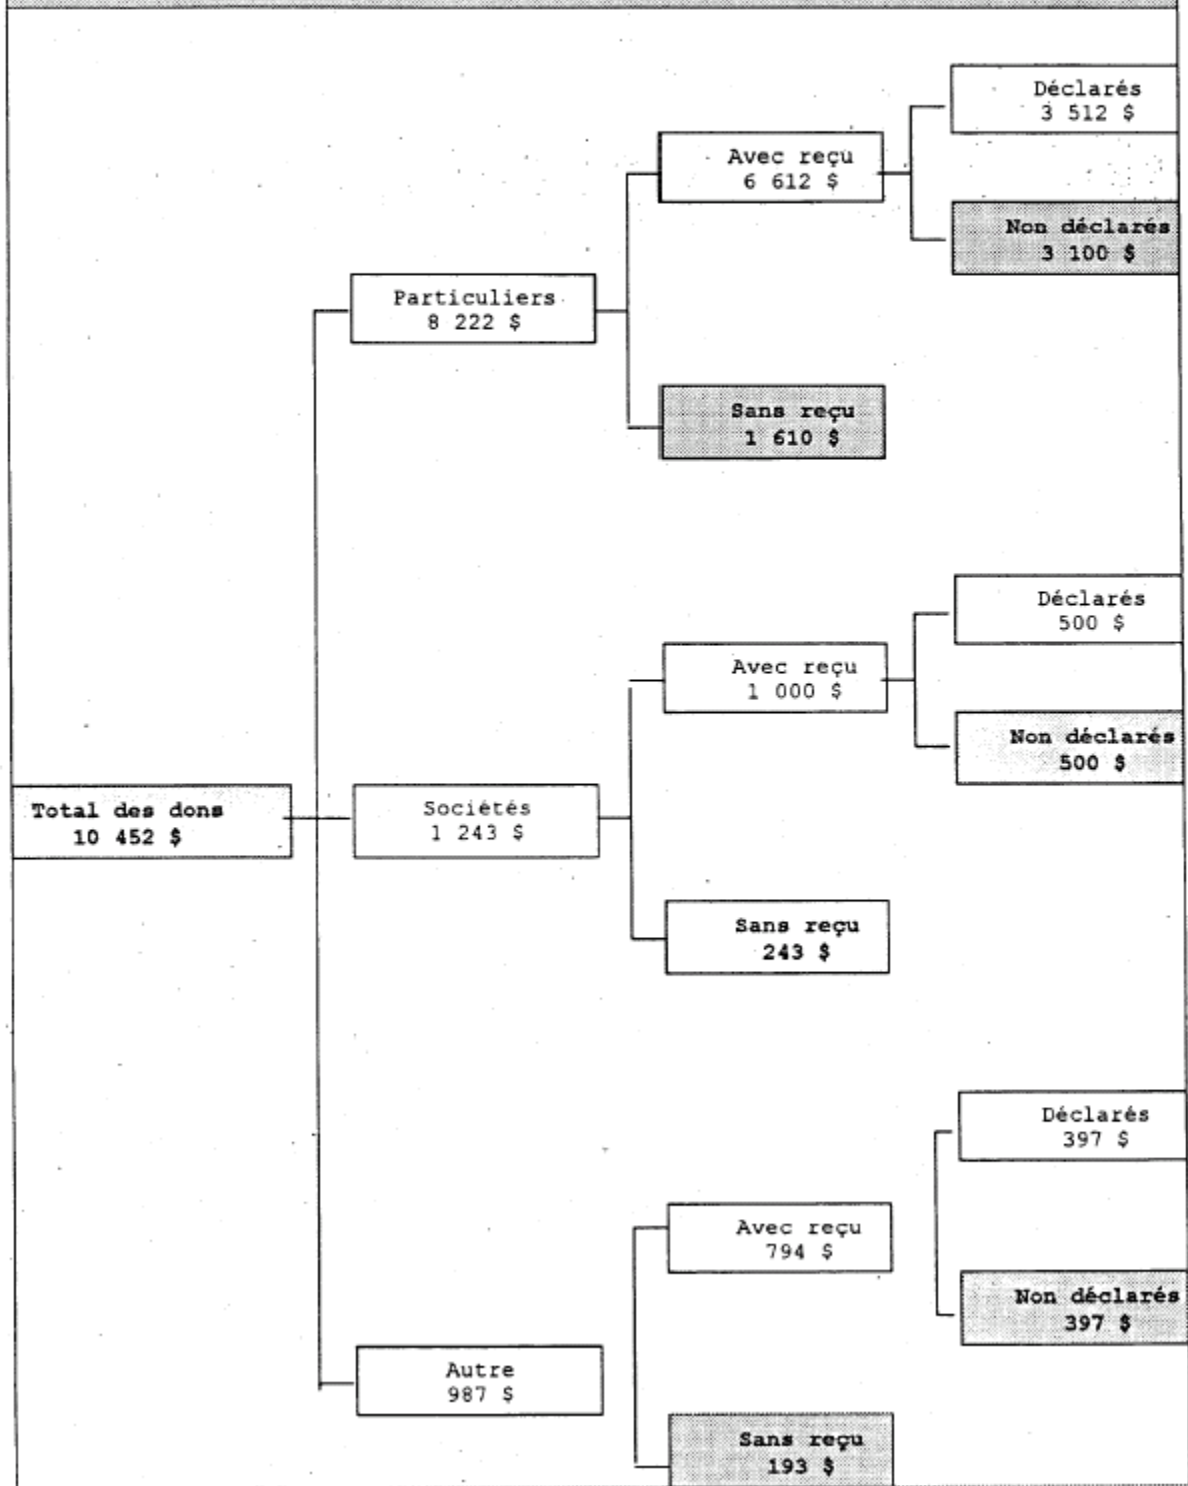 Déclarés
3 512 $
Avec reçu
6 612 $
Non déclarés
3 100 $
Particuliers
8 222 $
Sans reçu
1 610 $
Déclarés
500 $
Avec reçu
1 000 $
Non déclarés
500 $
Total des dons
10 452 $
Sociétés
1 243 $
Sans reçu
243 $
Déclarés
397 $
Avec reçu
794 $
Non déclarés
397 $
Autre
987 $
Sans reçu
193 $